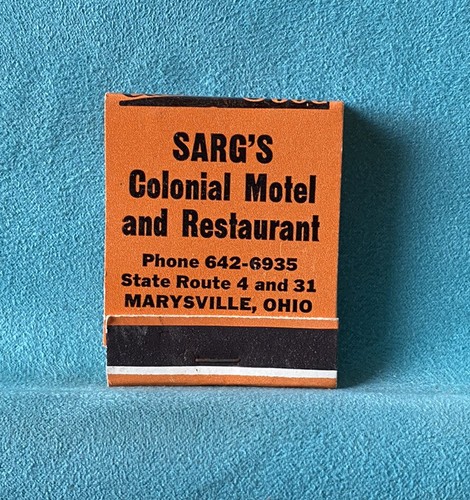 SARG'S
Colonial Motel
and Restaurant
Phone 642-6935
State Route 4 and 31
MARYSVILLE, OHIO